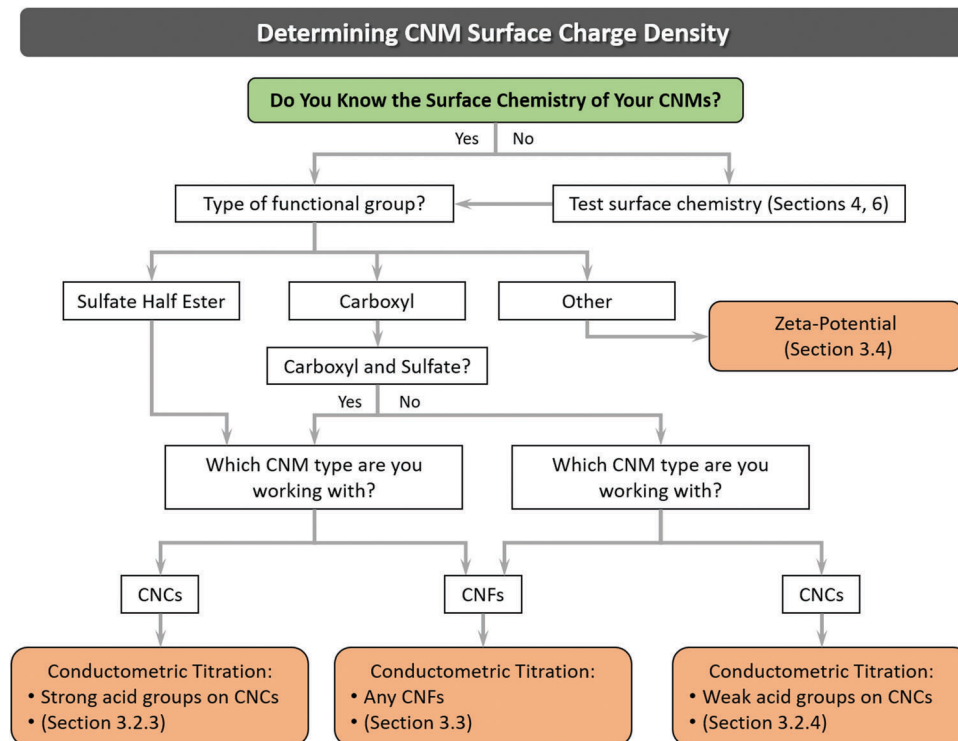 Determining CNM Surface Charge Density
Do You Know the Surface Chemistry of Your CNMs?
Yes No
Type of functional group?
Test surface chemistry (Sections 4, 6)
Sulfate Half Ester
Carboxyl
Other
Zeta-Potential
(Section 3.4)
Carboxyl and Sulfate?
Yes No
Which CNM type are you
working with?
Which CNM type are you
working with?
CNCs
CNFs
CNCs
Conductometric Titration:
• Strong acid groups on CNCs
• (Section 3.2.3)
Conductometric Titration:
• Any CNFs
• (Section 3.3)
Conductometric Titration:
• Weak acid groups on CNCs
• (Section 3.2.4)